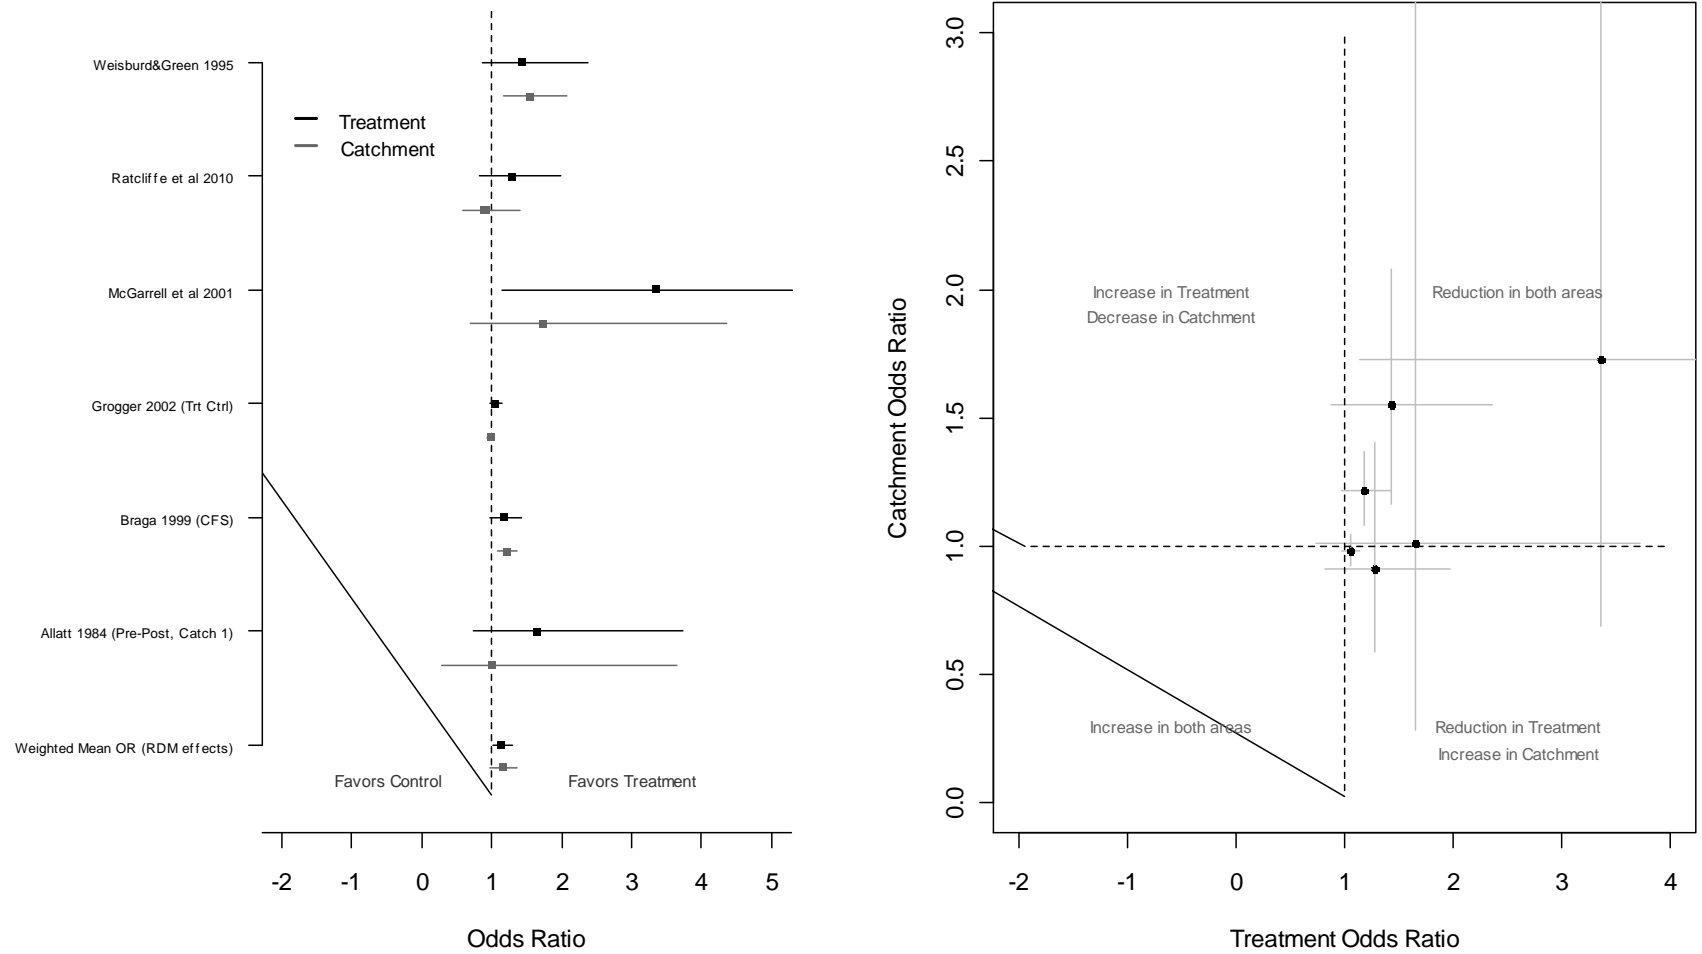 Weisburd&Green 1995
Treatment
Catchment
Ratcliffe et al 2010
McGarrell et al 2001
Grogger 2002 (Trt Ctrl)
Braga 1999 (CFS)
Allatt 1984 (Pre-Post, Catch 1)
Weighted Mean OR (RDM effects)
Favors Control
Favors Treatment
-2 -1 0 1 2 3 4 5
Odds Ratio
Catchment Odds Ratio
3.0
2.5
2.0
1.5
1.0
0.5
0.0
Increase in Treatment
Decrease in Catchment
Reduction in both areas
Increase in both areas
Reduction in Treatment
Increase in Catchment
-2 -1 0 1 2 3 4
Treatment Odds Ratio